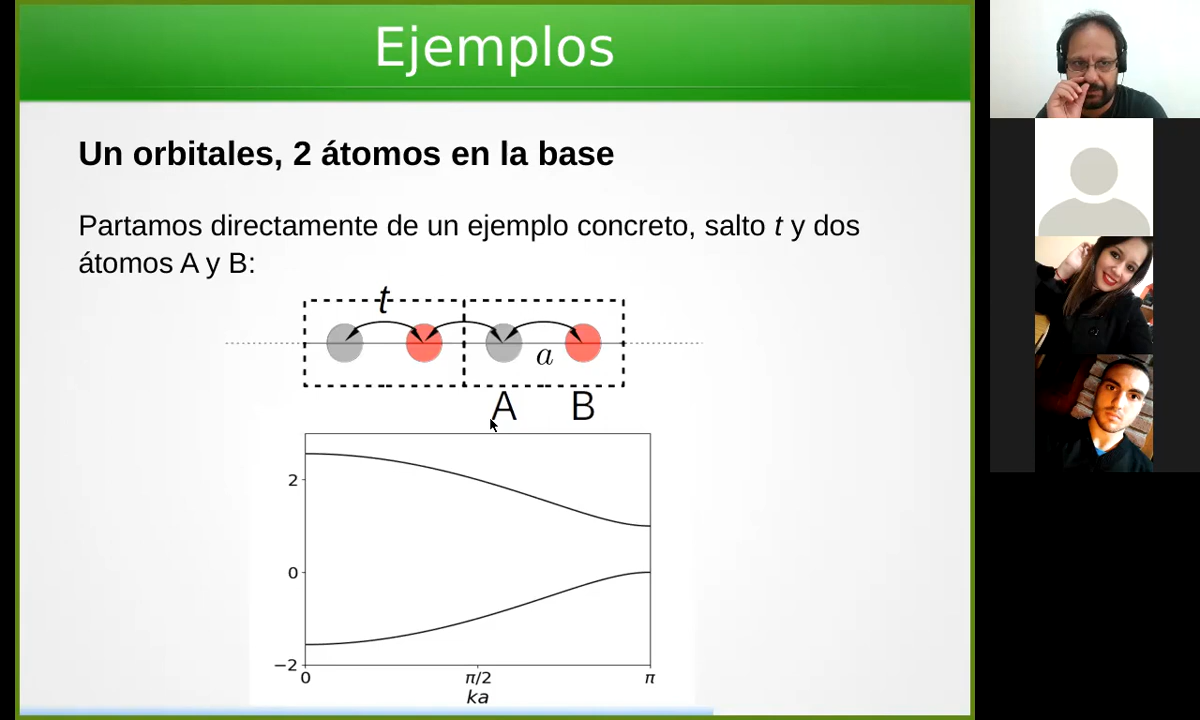 Ejemplos
Un orbitales, 2 átomos en la base
Partamos directamente de un ejemplo concreto, salto t y dos
átomos A y B:
t
a
A B
2
0
−2
0 π/2 π
ka